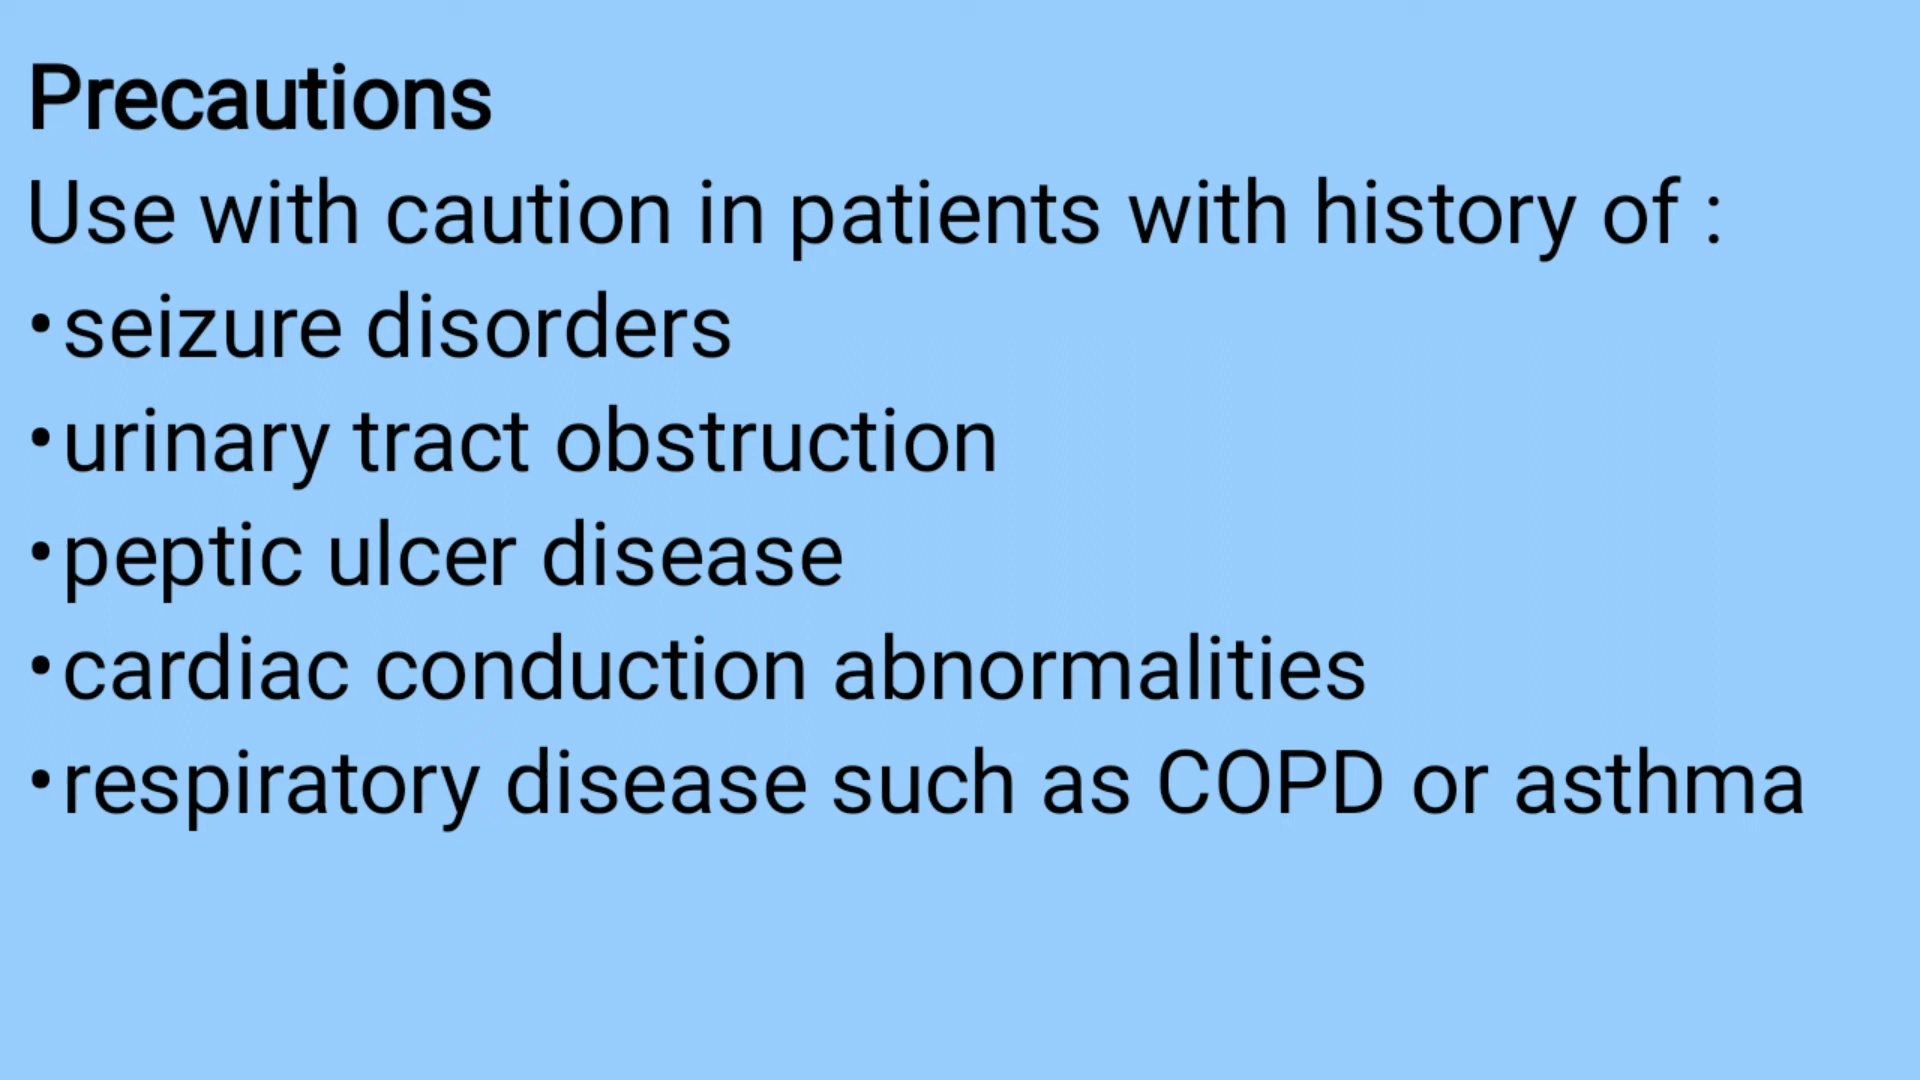 Precautions
Use with caution in patients with history of :
•seizure disorders
•urinary tract obstruction
•peptic ulcer disease
•cardiac conduction abnormalities
•respiratory disease such as COPD or asthma